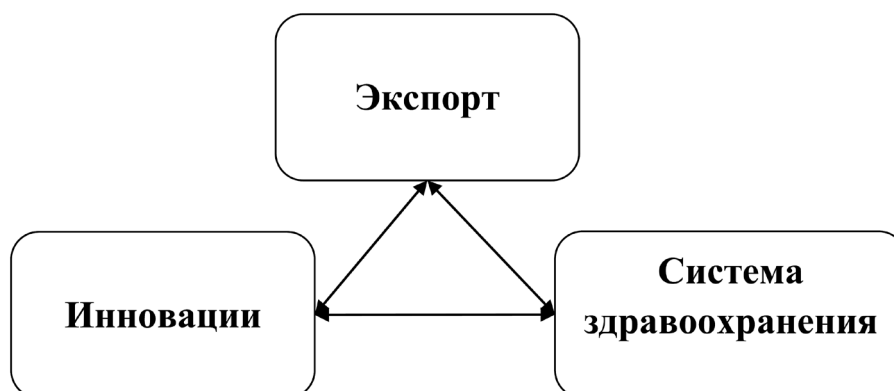 Экспорт
Инновации
Система
здравоохранения